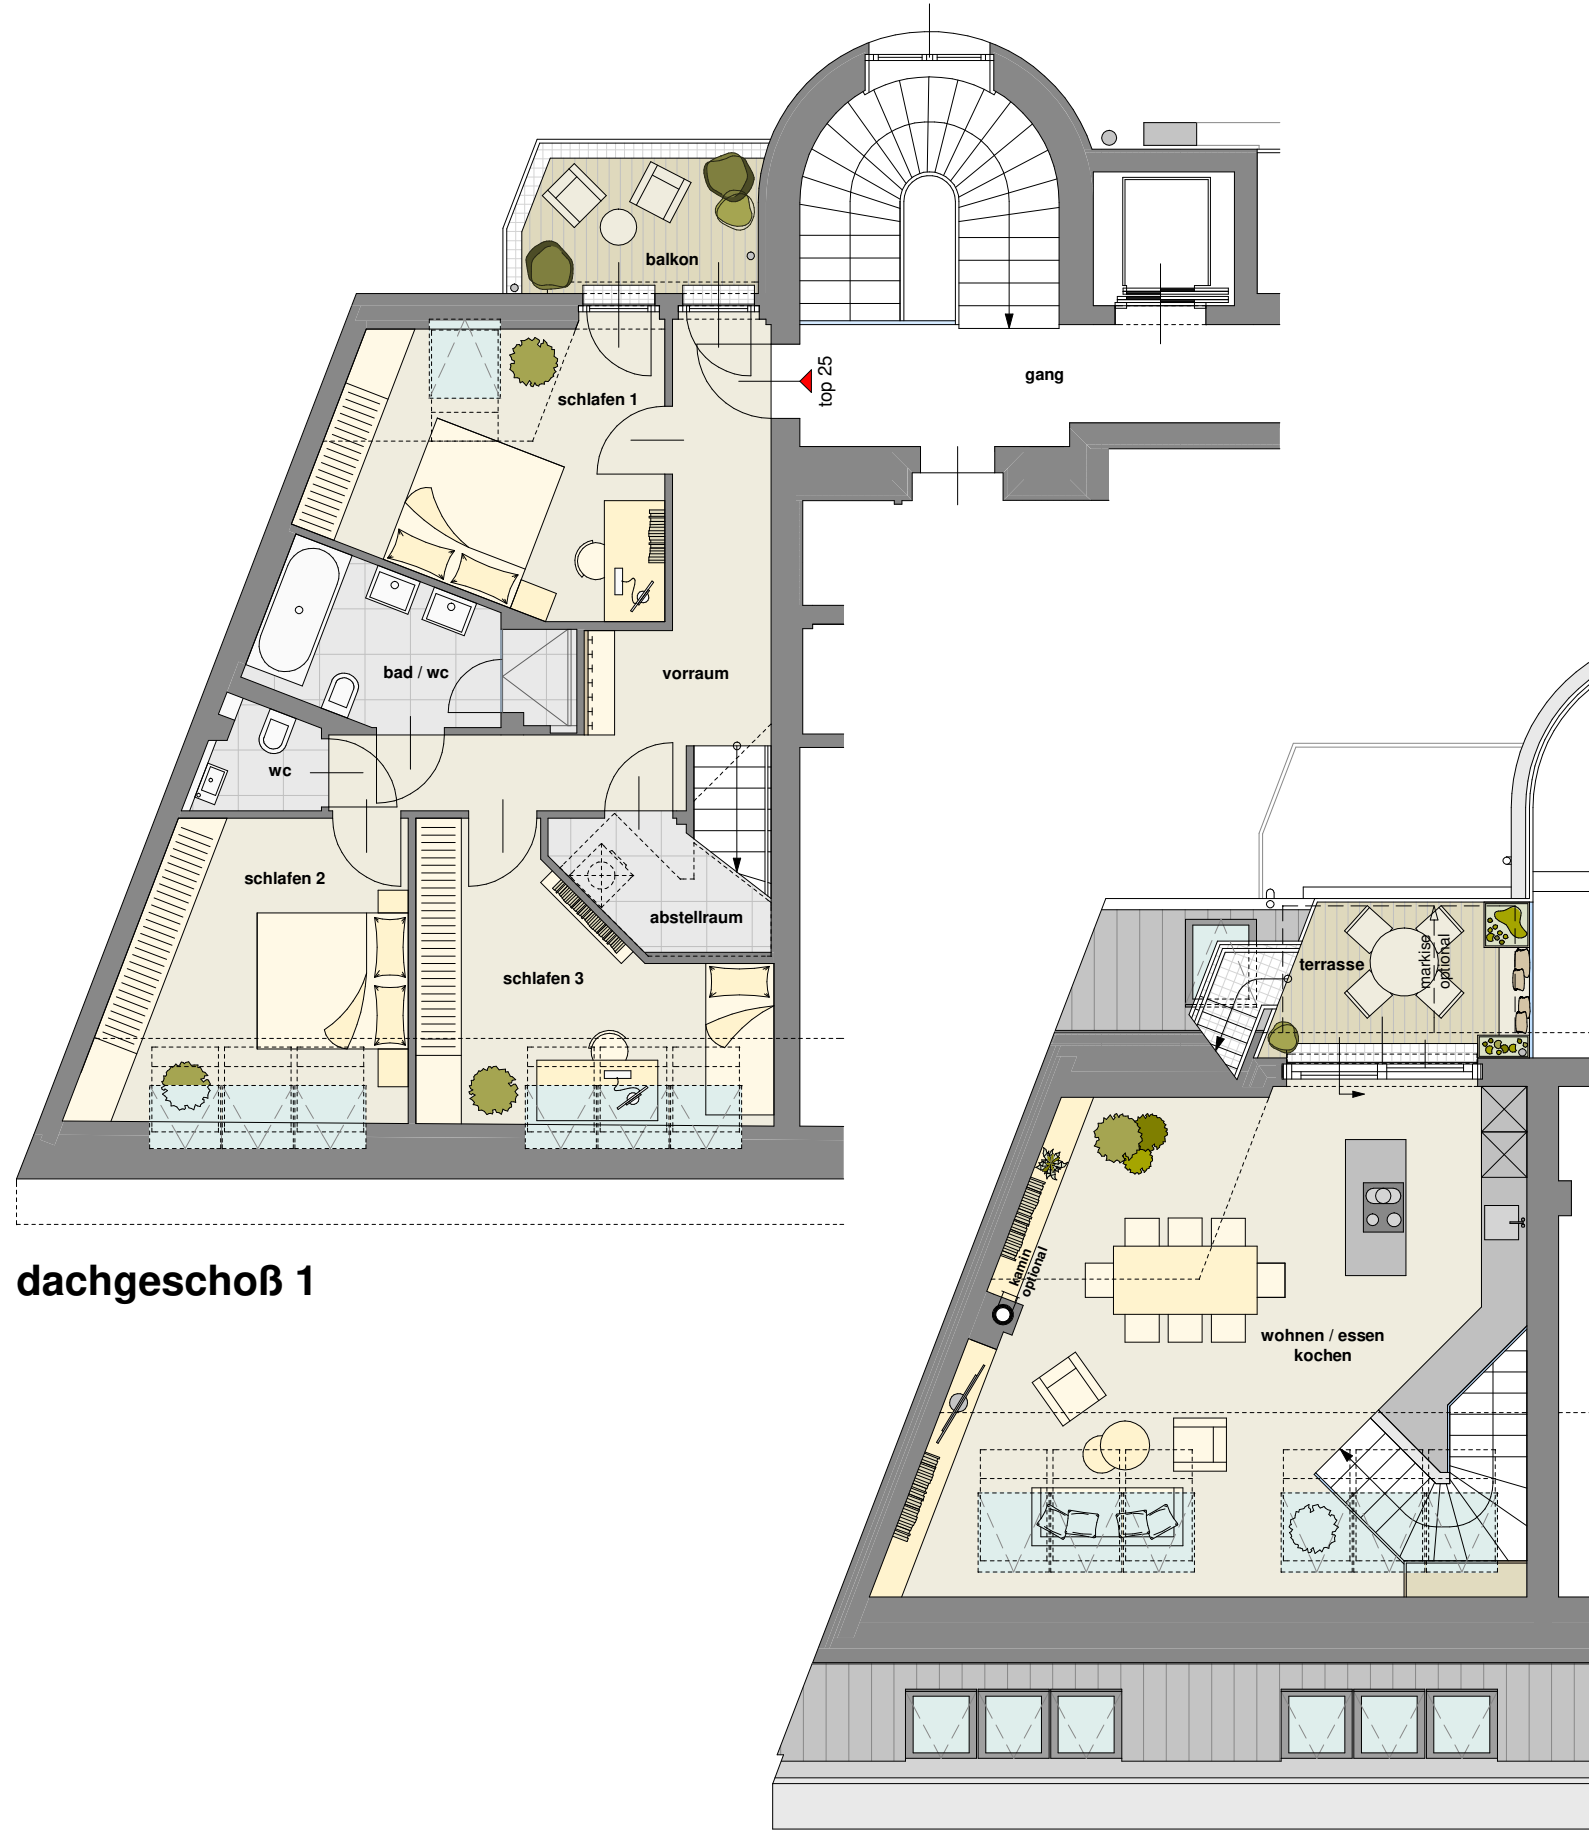 balkon
schlafen 1
top 25
gang
bad / wc
vorraum
wc
schlafen 2
abstellraum
schlafen 3
dachgeschoß 1
terrasse
markise
optional
kamin
optional
wohnen / essen
kochen